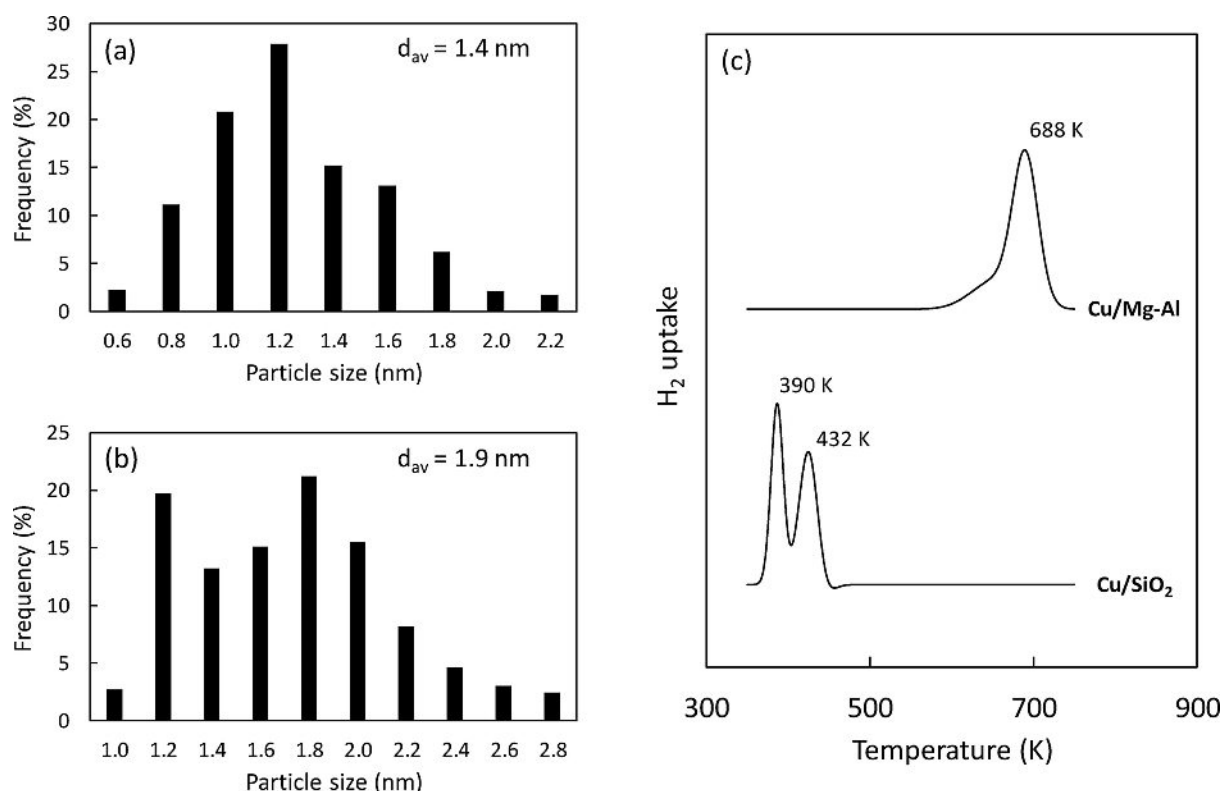 (a)
d_av = 1.4 nm
Frequency (%)
30
25
20
15
10
5
0
0.6 0.8 1.0 1.2 1.4 1.6 1.8 2.0 2.2
Particle size (nm)
(b)
d_av = 1.9 nm
Frequency (%)
25
20
15
10
5
0
1.0 1.2 1.4 1.6 1.8 2.0 2.2 2.4 2.6 2.8
Particle size (nm)
(c)
688 K
Cu/Mg-Al
H₂ uptake
390 K
432 K
Cu/SiO₂
300 500 700 900
Temperature (K)